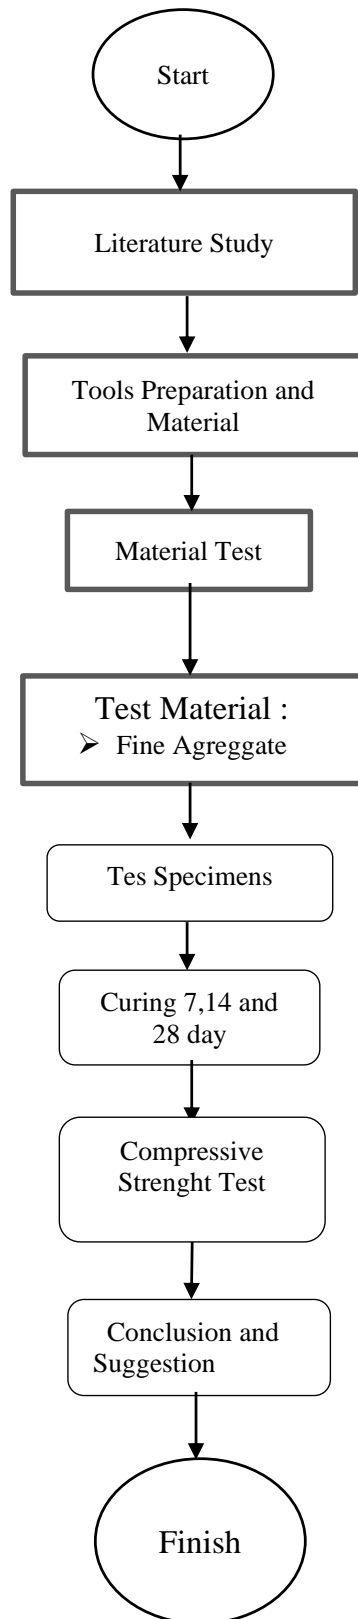 Start
Literature Study
Tools Preparation and
Material
Material Test
Test Material :
➢ Fine Agreggate
Tes Specimens
Curing 7,14 and
28 day
Compressive
Strenght Test
Conclusion and
Suggestion
Finish